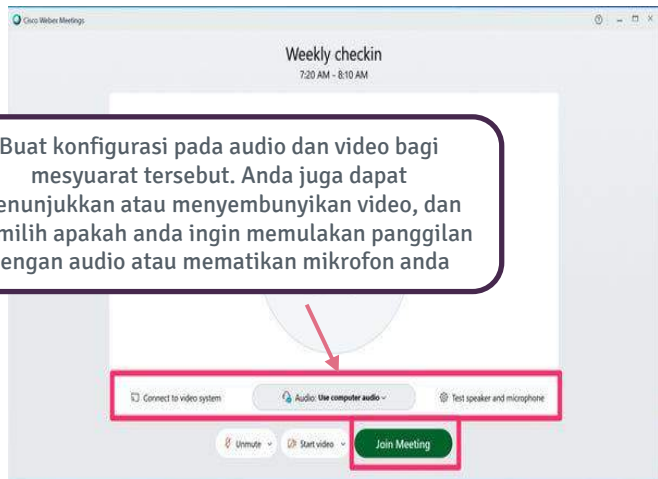 Cisco Webex Meetings
Weekly checkin
7:20 AM - 8:10 AM
Buat konfigurasi pada audio dan video bagi
mesyuarat tersebut. Anda juga dapat
enunjukkan atau menyembunyikan video, dan
milih apakah anda ingin memulakan panggilan
engan audio atau mematikan mikrofon anda
Connect to video system
Audio: Use computer audio
Test speaker and microphone
Unmute
Start video
Join Meeting